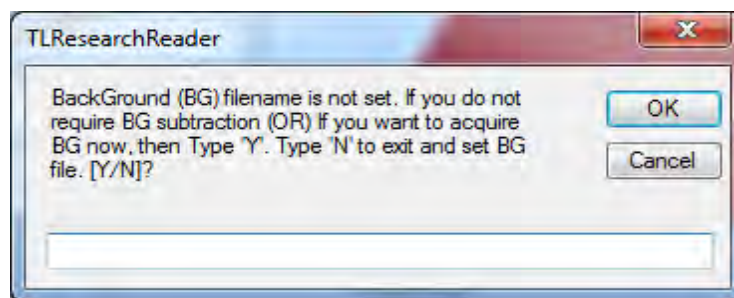 TLResearchReader
BackGround (BG) filename is not set. If you do not
require BG subtraction (OR) If you want to acquire
BG now, then Type 'Y'. Type 'N' to exit and set BG
file. [Y/N]?
OK
Cancel